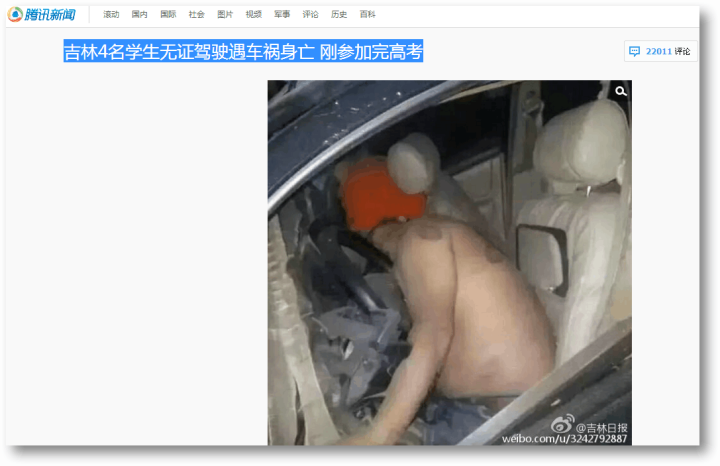 腾讯新闻
滚动 国内 国际 社会 图片 视频 军事 评论 历史 百科
吉林4名学生无证驾驶遇车祸身亡 刚参加完高考
22011 评论
@吉林日报
weibo.com/u/3242792887